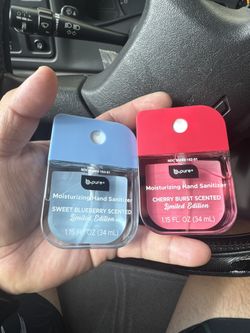 b.pure+
Moisturizing Hand Sanitizer
SWEET BLUEBERRY SCENTED
Limited Edition
1.15 FL OZ (34 mL)
b.pure+
Moisturizing Hand Sanitizer
CHERRY BURST SCENTED
Limited Edition
1.15 FL OZ (34 mL)